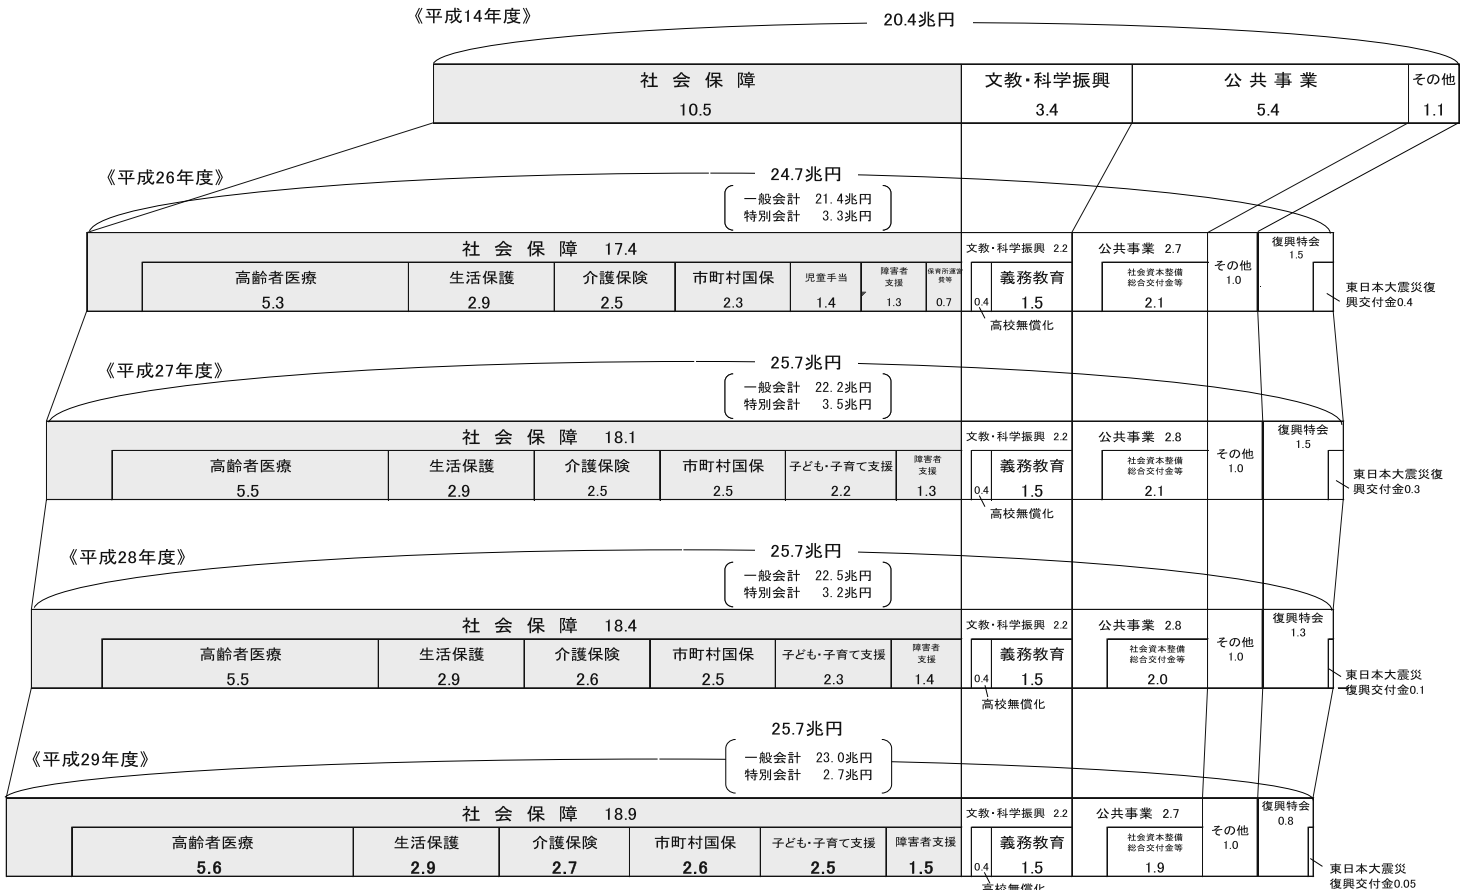 《平成14年度》
20.4兆円
社会保障
10.5
文教・科学振興
3.4
公共事業
5.4
その他
1.1
《平成26年度》
24.7兆円
一般会計 21.4兆円
特別会計 3.3兆円
社会保障 17.4
高齢者医療
5.3
生活保護
2.9
介護保険
2.5
市町村国保
2.3
児童手当
1.4
障害者
支援
1.3
保育所運営
費等
0.7
文教・科学振興 2.2
0.4
高校無償化
義務教育
1.5
公共事業 2.7
社会資本整備
総合交付金等
2.1
その他
1.0
復興特会
1.5
東日本大震災復
興交付金0.4
《平成27年度》
25.7兆円
一般会計 22.2兆円
特別会計 3.5兆円
社会保障 18.1
高齢者医療
5.5
生活保護
2.9
介護保険
2.5
市町村国保
2.5
子ども・子育て支援
2.2
障害者
支援
1.3
文教・科学振興 2.2
0.4
高校無償化
義務教育
1.5
公共事業 2.8
社会資本整備
総合交付金等
2.1
その他
1.0
復興特会
1.5
東日本大震災復
興交付金0.3
《平成28年度》
25.7兆円
一般会計 22.5兆円
特別会計 3.2兆円
社会保障 18.4
高齢者医療
5.5
生活保護
2.9
介護保険
2.6
市町村国保
2.5
子ども・子育て支援
2.3
障害者
支援
1.4
文教・科学振興 2.2
0.4
高校無償化
義務教育
1.5
公共事業 2.8
社会資本整備
総合交付金等
2.0
その他
1.0
復興特会
1.3
東日本大震災
復興交付金0.1
《平成29年度》
25.7兆円
一般会計 23.0兆円
特別会計 2.7兆円
社会保障 18.9
高齢者医療
5.6
生活保護
2.9
介護保険
2.7
市町村国保
2.6
子ども・子育て支援
2.5
障害者支援
1.5
文教・科学振興 2.2
0.4
高校無償化
義務教育
1.5
公共事業 2.7
社会資本整備
総合交付金等
1.9
その他
1.0
復興特会
0.8
東日本大震災
復興交付金0.05